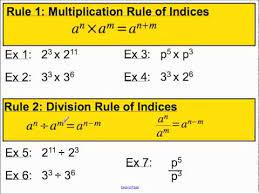 Rule 1: Multiplication Rule of Indices
aⁿ × aᵐ = aⁿ⁺ᵐ
Ex 1: 2³ x 2¹¹ Ex 3: p⁵ x p³
Ex 2: 3³ x 3⁶ Ex 4: 3³ x 2⁶
Rule 2: Division Rule of Indices
aⁿ ÷ aᵐ = aⁿ⁻ᵐ aⁿ/aᵐ = aⁿ⁻ᵐ
Ex 5: 2¹¹ ÷ 2³ Ex 7: p⁵/p³
Ex 6: 3³ ÷ 3⁶